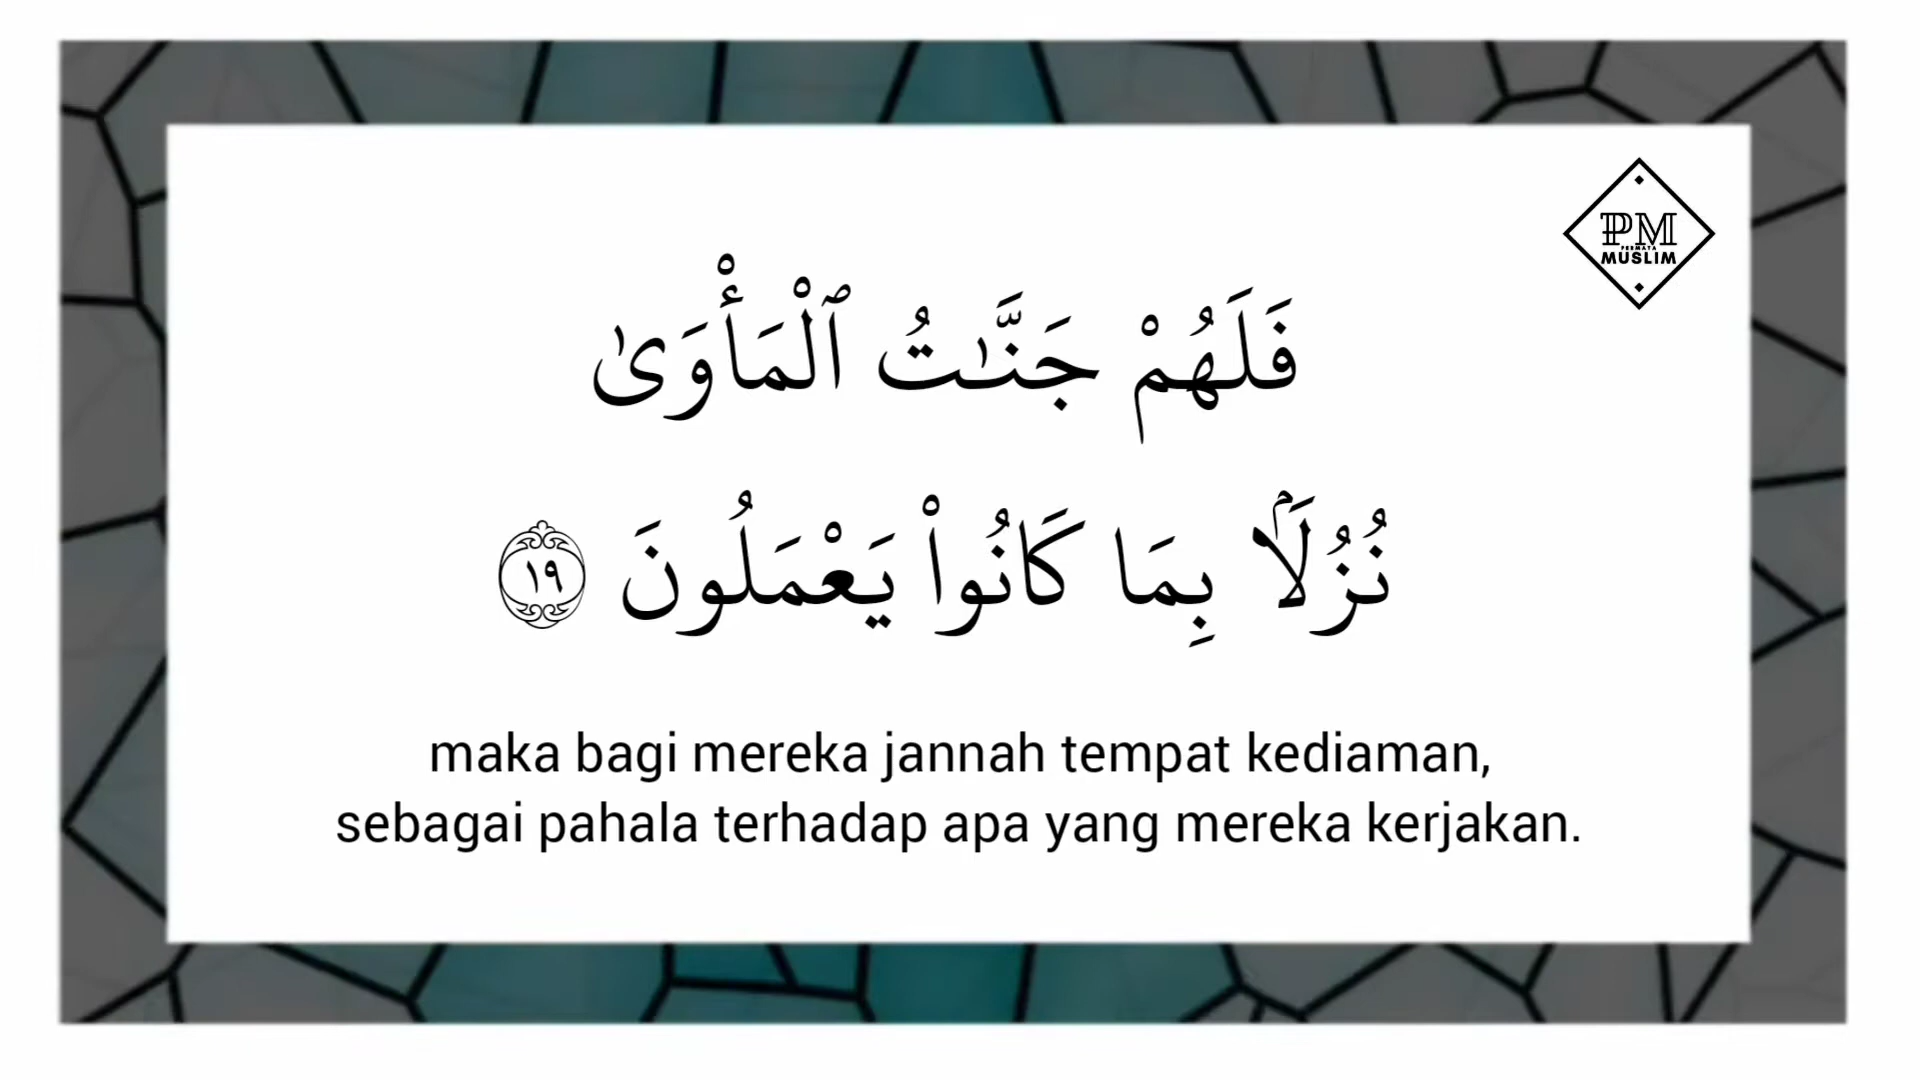 PM
PERMATA
MUSLIM
فَلَهُمْ جَنَّـٰتُ ٱلْمَأْوَىٰ
نُزُلَۢا بِمَا كَانُوا۟ يَعْمَلُونَ ١٩
maka bagi mereka jannah tempat kediaman,
sebagai pahala terhadap apa yang mereka kerjakan.